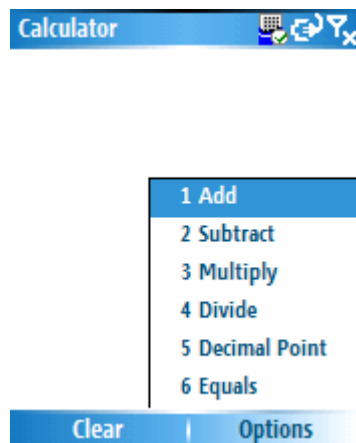 Calculator
1 Add
2 Subtract
3 Multiply
4 Divide
5 Decimal Point
6 Equals
Clear
Options